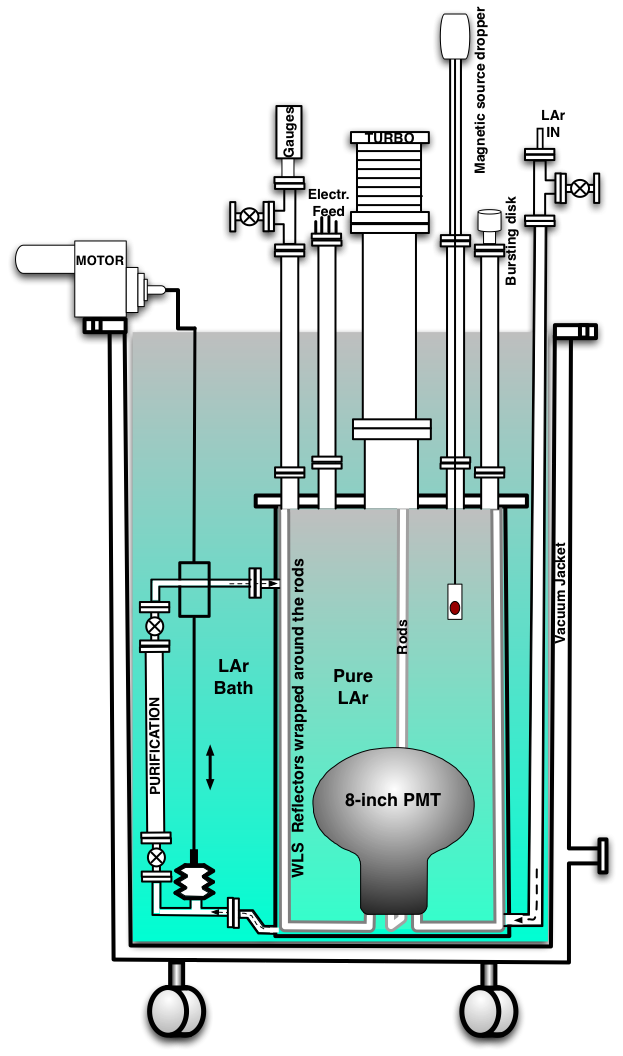 Magnetic source dropper
Gauges
TURBO
LAr
IN
Electr.
Feed
Bursting disk
MOTOR
Vacuum Jacket
WLS Reflectors wrapped around the rods
Rods
LAr
Bath
Pure
LAr
PURIFICATION
8-inch PMT